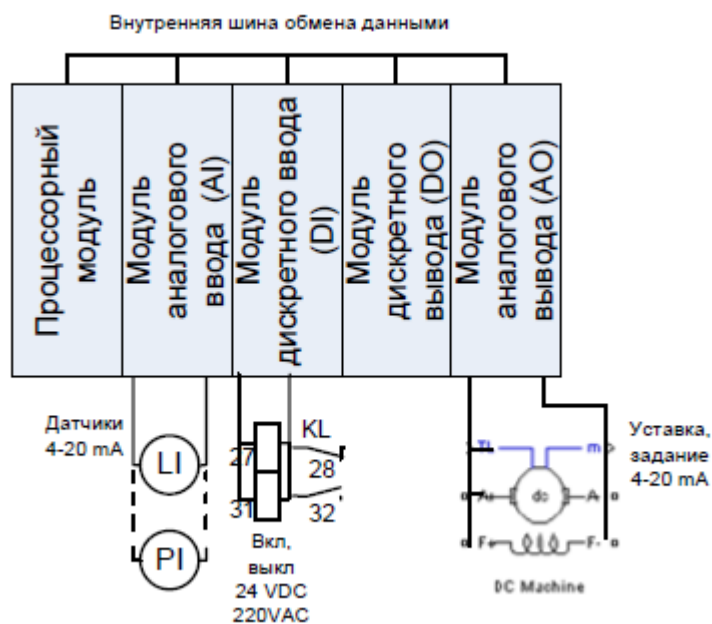 Внутренняя шина обмена данными
Процессорный
модуль
Модуль
аналогового
ввода (AI)
Модуль
дискретного ввода
(DI)
Модуль
дискретного
вывода (DO)
Модуль
аналогового
вывода (AO)
Датчики
4-20 mA
LI
PI
27
31
KL
28
32
Вкл,
выкл
24 VDC
220VAC
TL
m
A+
dc
A-
F+
F-
DC Machine
Уставка,
задание
4-20 mA